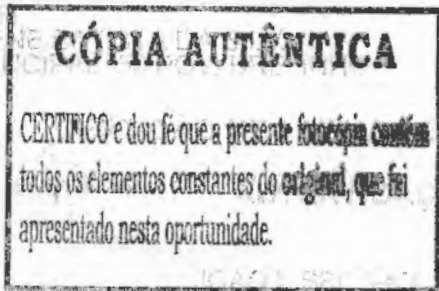 CÓPIA AUTÊNTICA
CERTIFICO e dou fé que a presente fotocópia contém
todos os elementos constantes do original, que foi
apresentado nesta oportunidade.